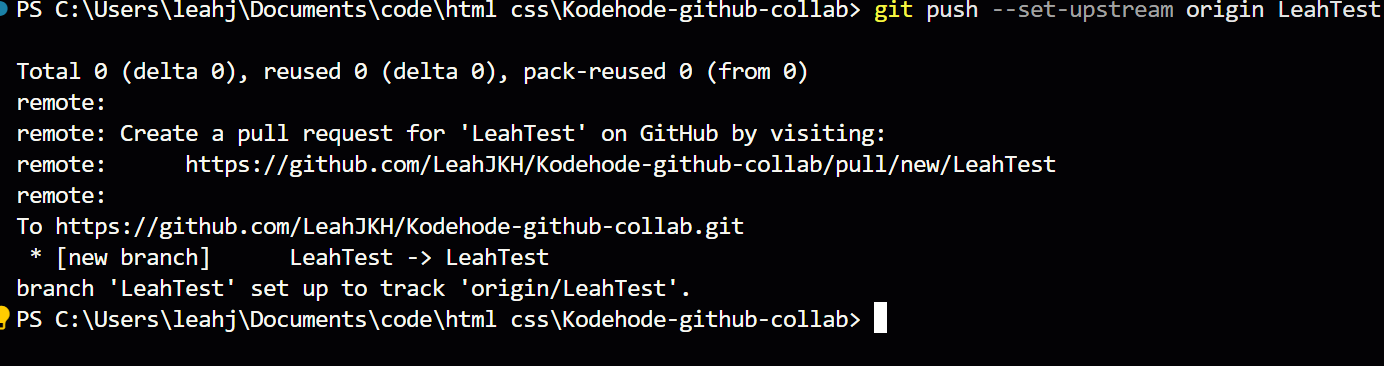 PS C:\Users\leahj\Documents\code\html css\Kodehode-github-collab> git push --set-upstream origin LeahTest
Total 0 (delta 0), reused 0 (delta 0), pack-reused 0 (from 0)
remote:
remote: Create a pull request for 'LeahTest' on GitHub by visiting:
remote:      https://github.com/LeahJKH/Kodehode-github-collab/pull/new/LeahTest
remote:
To https://github.com/LeahJKH/Kodehode-github-collab.git
 * [new branch]      LeahTest -> LeahTest
branch 'LeahTest' set up to track 'origin/LeahTest'.
PS C:\Users\leahj\Documents\code\html css\Kodehode-github-collab>